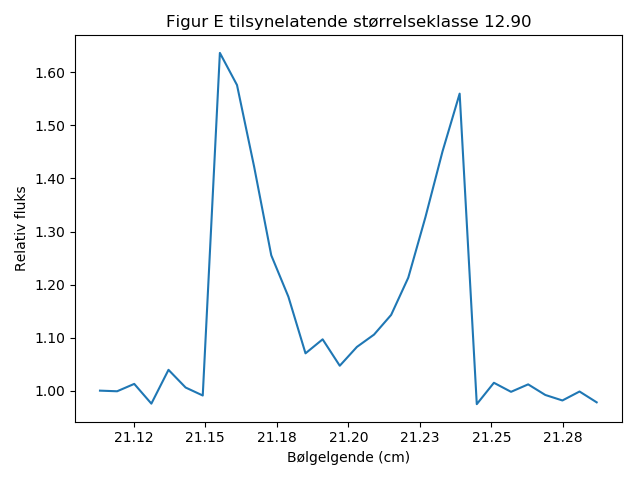 Figur E tilsynelatende størrelseklasse 12.90
Relativ fluks
1.60
1.50
1.40
1.30
1.20
1.10
1.00
21.12 21.15 21.18 21.20 21.23 21.25 21.28
Bølgelgende (cm)